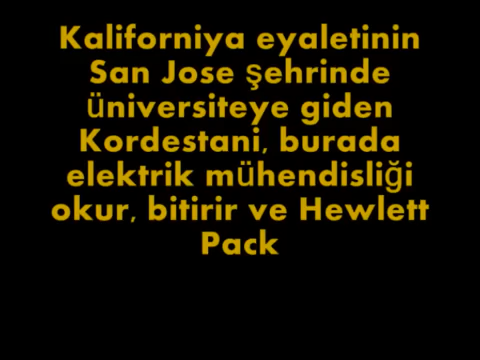 Kaliforniya eyaletinin
San Jose şehrinde
üniversiteye giden
Kordestani, burada
elektrik mühendisliği
okur, bitirir ve Hewlett
Pack